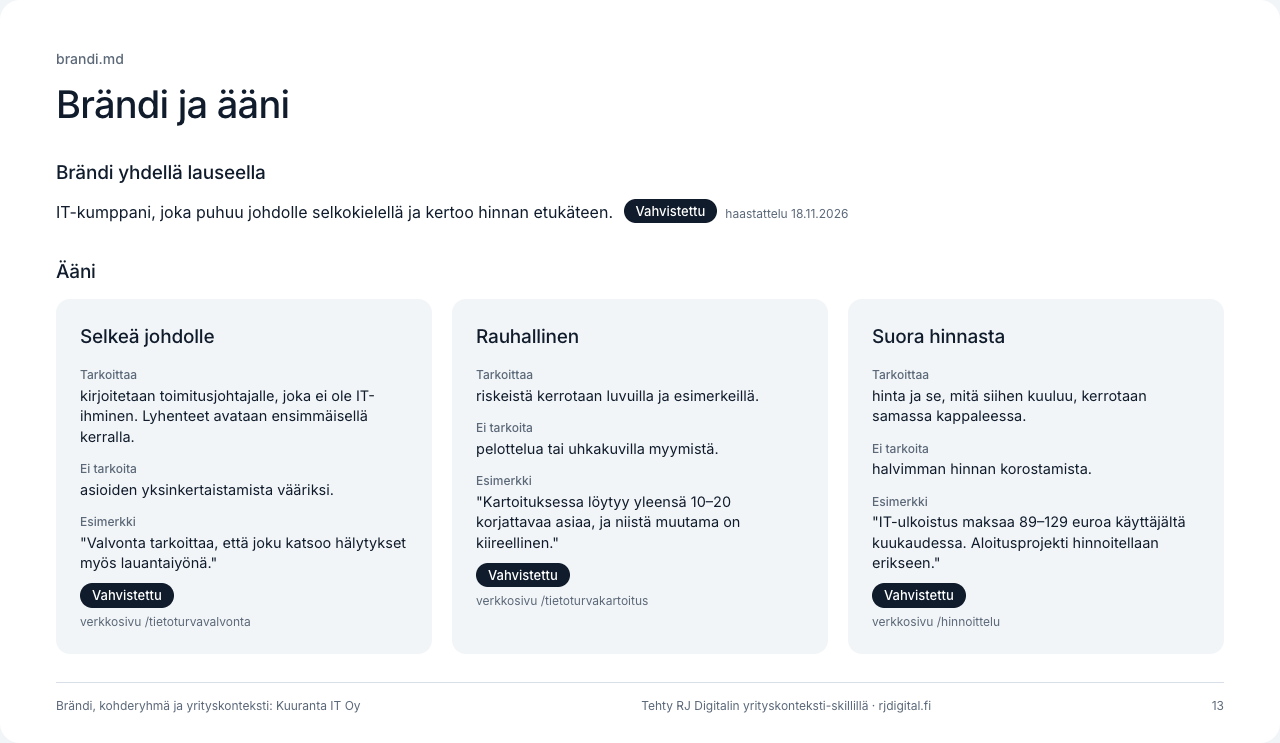 brandi.md
Brändi ja ääni
Brändi yhdellä lauseella
IT-kumppani, joka puhuu johdolle selkokielellä ja kertoo hinnan etukäteen. Vahvistettu haastattelu 18.11.2026
Ääni
Selkeä johdolle
Tarkoittaa
kirjoitetaan toimitusjohtajalle, joka ei ole IT-
ihminen. Lyhenteet avataan ensimmäisellä
kerralla.
Ei tarkoita
asioiden yksinkertaistamista vääriksi.
Esimerkki
"Valvonta tarkoittaa, että joku katsoo hälytykset
myös lauantaiyönä."
Vahvistettu
verkkosivu /tietoturvavalvonta
Rauhallinen
Tarkoittaa
riskeistä kerrotaan luvuilla ja esimerkeillä.
Ei tarkoita
pelottelua tai uhkakuvilla myymistä.
Esimerkki
"Kartoituksessa löytyy yleensä 10–20
korjattavaa asiaa, ja niistä muutama on
kiireellinen."
Vahvistettu
verkkosivu /tietoturvakartoitus
Suora hinnasta
Tarkoittaa
hinta ja se, mitä siihen kuuluu, kerrotaan
samassa kappaleessa.
Ei tarkoita
halvimman hinnan korostamista.
Esimerkki
"IT-ulkoistus maksaa 89–129 euroa käyttäjältä
kuukaudessa. Aloitusprojekti hinnoitellaan
erikseen."
Vahvistettu
verkkosivu /hinnoittelu
Brändi, kohderyhmä ja yrityskonteksti: Kuuranta IT Oy
Tehty RJ Digitalin yrityskonteksti-skillillä · rjdigital.fi
13